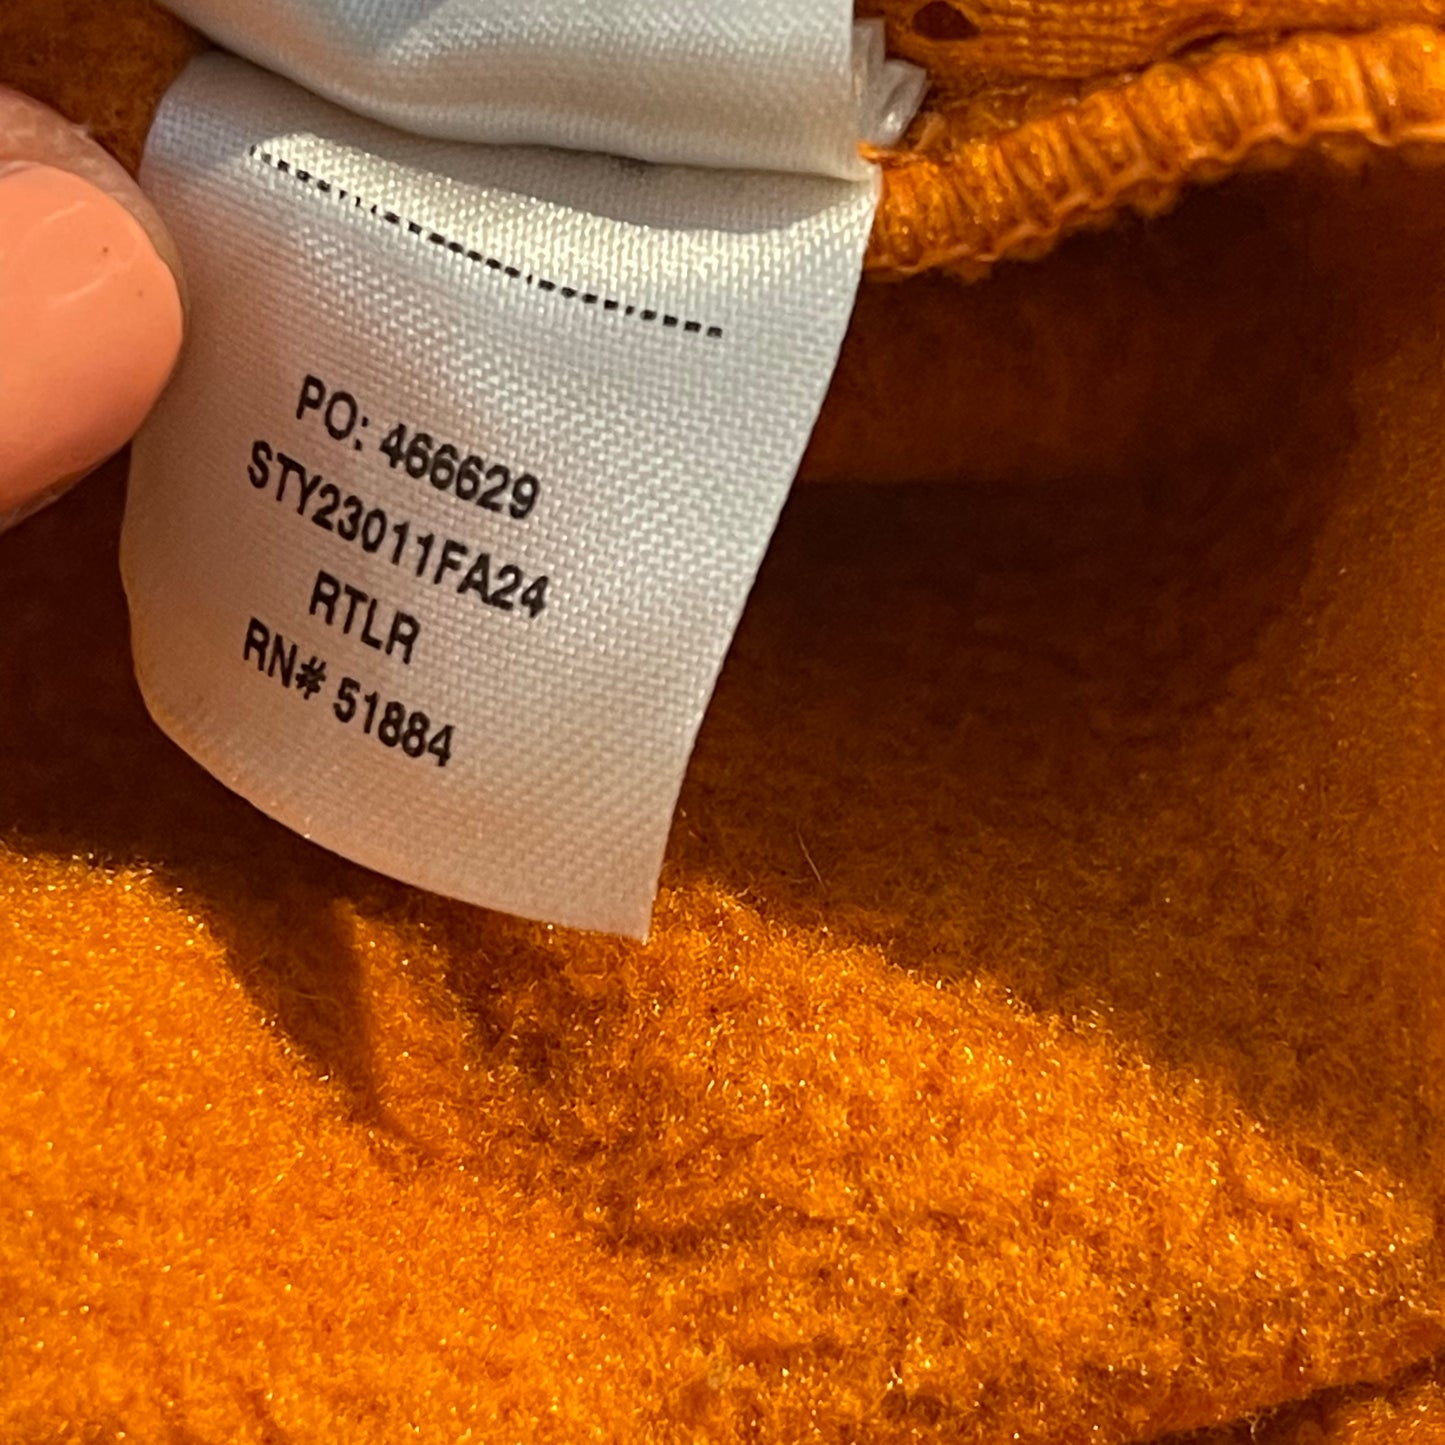 PO: 466629
STY23011FA24
RTLR
RN# 51884